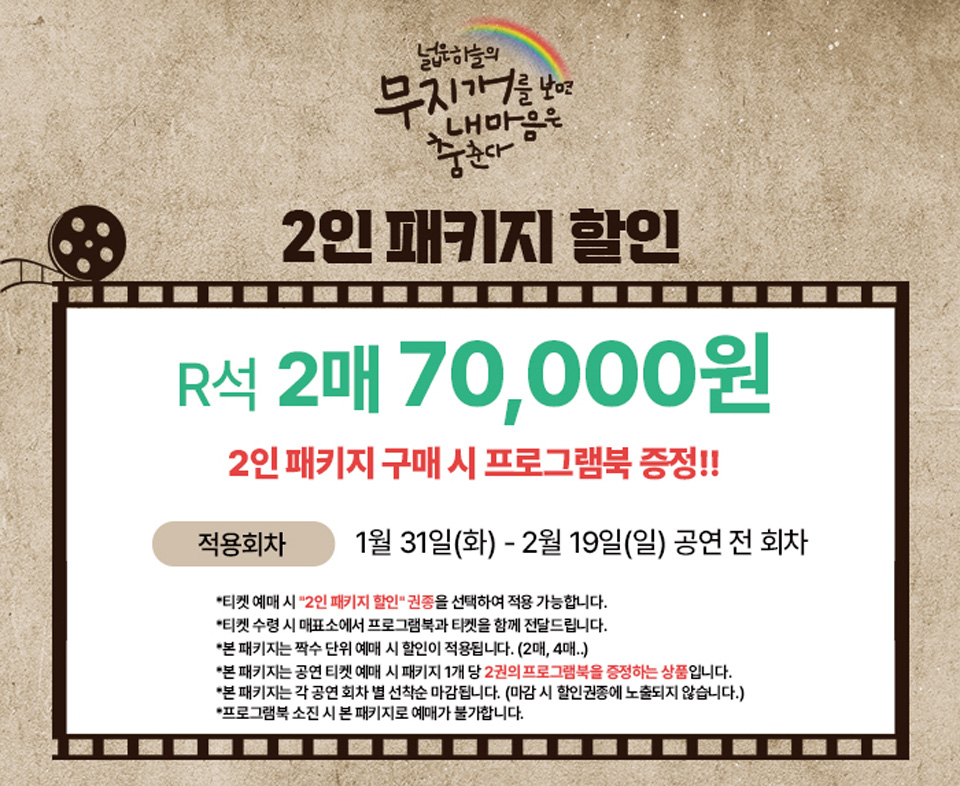 넓은하늘의
무지개를 보면
내마음은
춤춘다
2인 패키지 할인
R석 2매 70,000원
2인 패키지 구매 시 프로그램북 증정!!
적용회차 1월 31일(화) - 2월 19일(일) 공연 전 회차
*티켓 예매 시 "2인 패키지 할인" 권종을 선택하여 적용 가능합니다.
*티켓 수령 시 매표소에서 프로그램북과 티켓을 함께 전달드립니다.
*본 패키지는 짝수 단위 예매 시 할인이 적용됩니다. (2매, 4매..)
*본 패키지는 공연 티켓 예매 시 패키지 1개 당 2권의 프로그램북을 증정하는 상품입니다.
*본 패키지는 각 공연 회차 별 선착순 마감됩니다. (마감 시 할인권종에 노출되지 않습니다.)
*프로그램북 소진 시 본 패키지로 예매가 불가합니다.